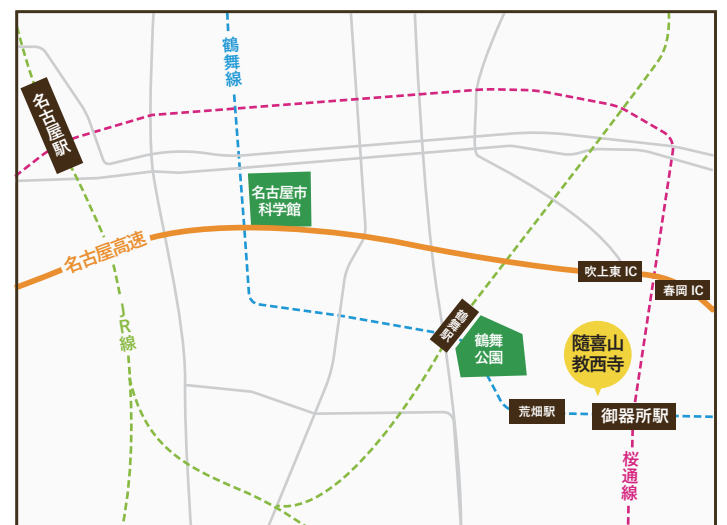 鶴舞線
名古屋駅
名古屋市
科学館
名古屋高速
吹上東 IC
春岡 IC
JR線
鶴舞駅
鶴舞
公園
隨喜山
教西寺
荒畑駅
御器所駅
桜通線